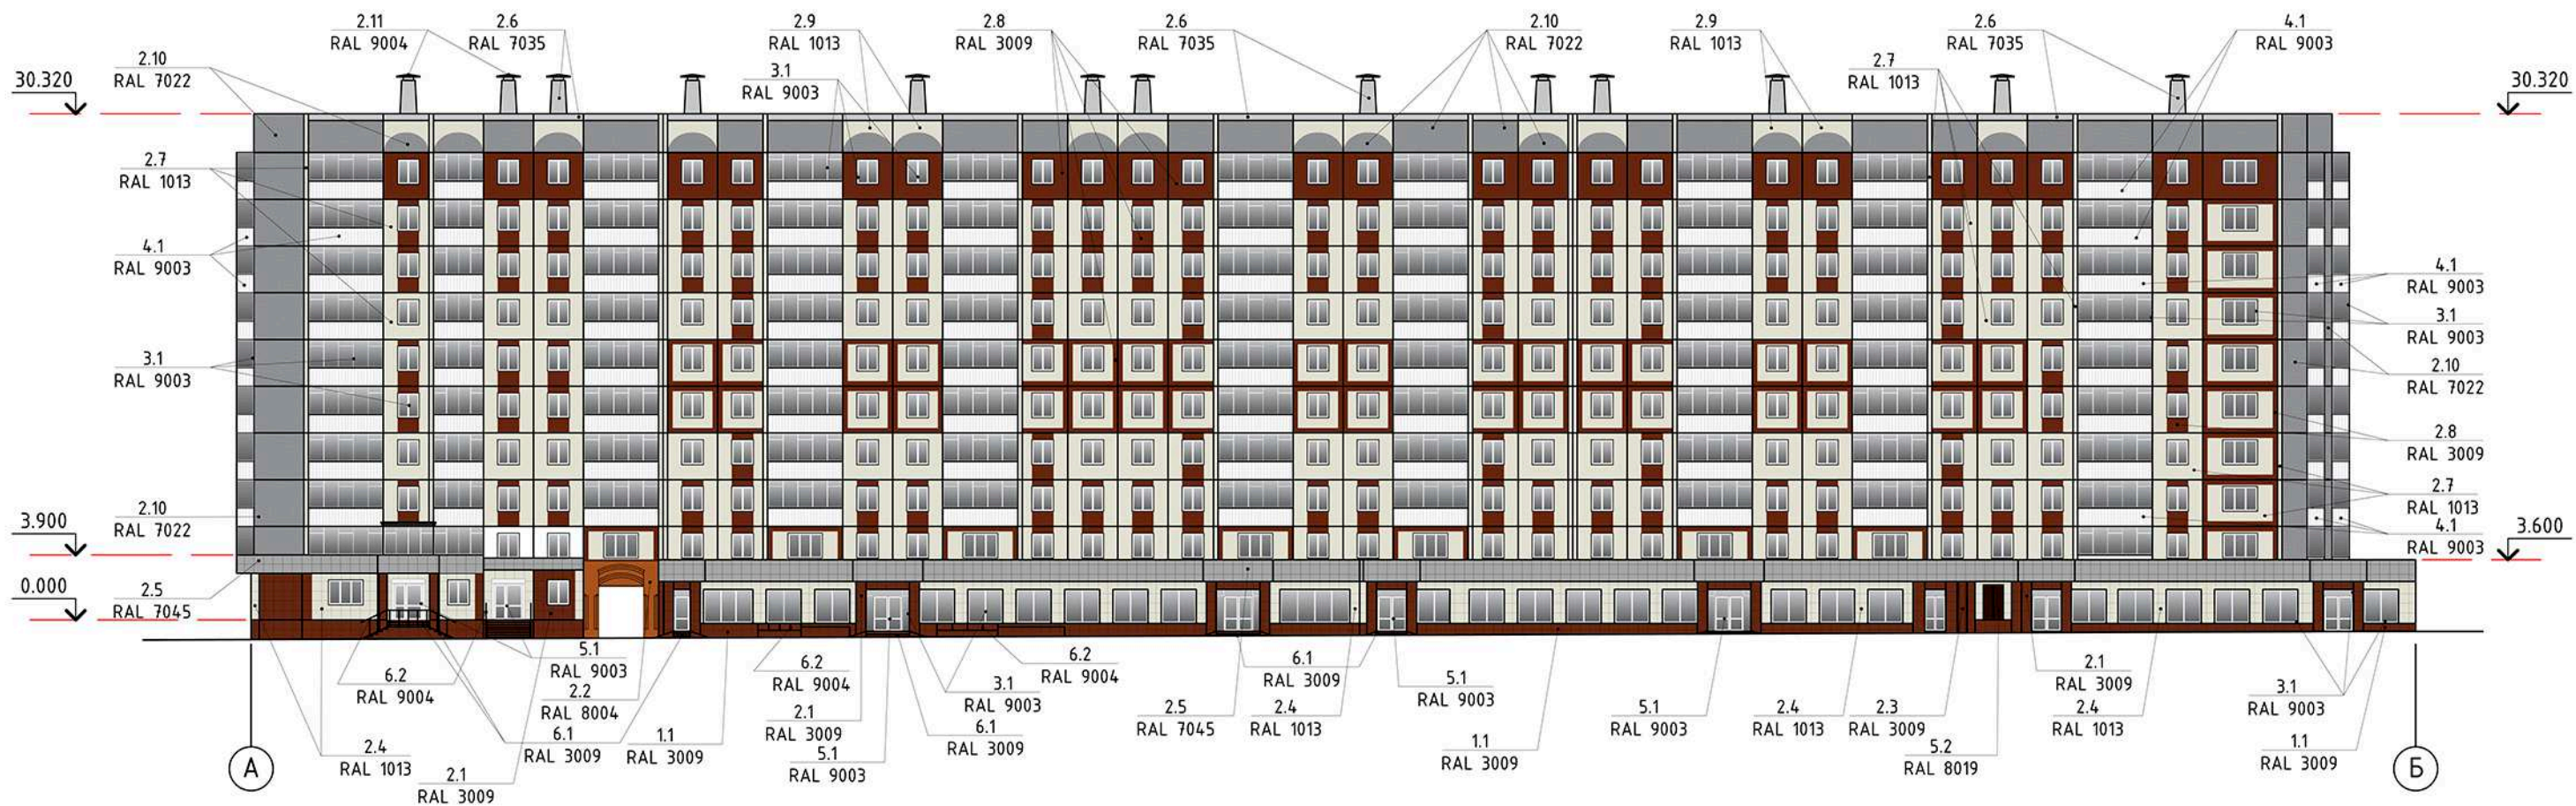 2.11
RAL 9004
2.6
RAL 7035
2.9
RAL 1013
2.8
RAL 3009
2.6
RAL 7035
2.10
RAL 7022
2.9
RAL 1013
2.6
RAL 7035
4.1
RAL 9003
2.10
RAL 7022
3.1
RAL 9003
2.7
RAL 1013
30.320
30.320
2.7
RAL 1013
4.1
RAL 9003
4.1
RAL 9003
3.1
RAL 9003
3.1
RAL 9003
2.10
RAL 7022
2.8
RAL 3009
2.7
RAL 1013
2.10
RAL 7022
4.1
RAL 9003
3.900
3.600
0.000
2.5
RAL 7045
5.1
RAL 9003
6.2
RAL 9004
2.2
RAL 8004
6.2
RAL 9004
6.2
RAL 9004
6.1
RAL 3009
2.1
RAL 3009
3.1
RAL 9003
5.1
RAL 9003
3.1
RAL 9003
2.1
RAL 3009
2.5
RAL 7045
2.4
RAL 1013
5.1
RAL 9003
2.4
RAL 1013
2.3
RAL 3009
2.4
RAL 1013
6.1
RAL 3009
1.1
RAL 3009
6.1
RAL 3009
2.4
RAL 1013
5.1
RAL 9003
1.1
RAL 3009
5.2
RAL 8019
1.1
RAL 3009
2.1
RAL 3009
А
Б